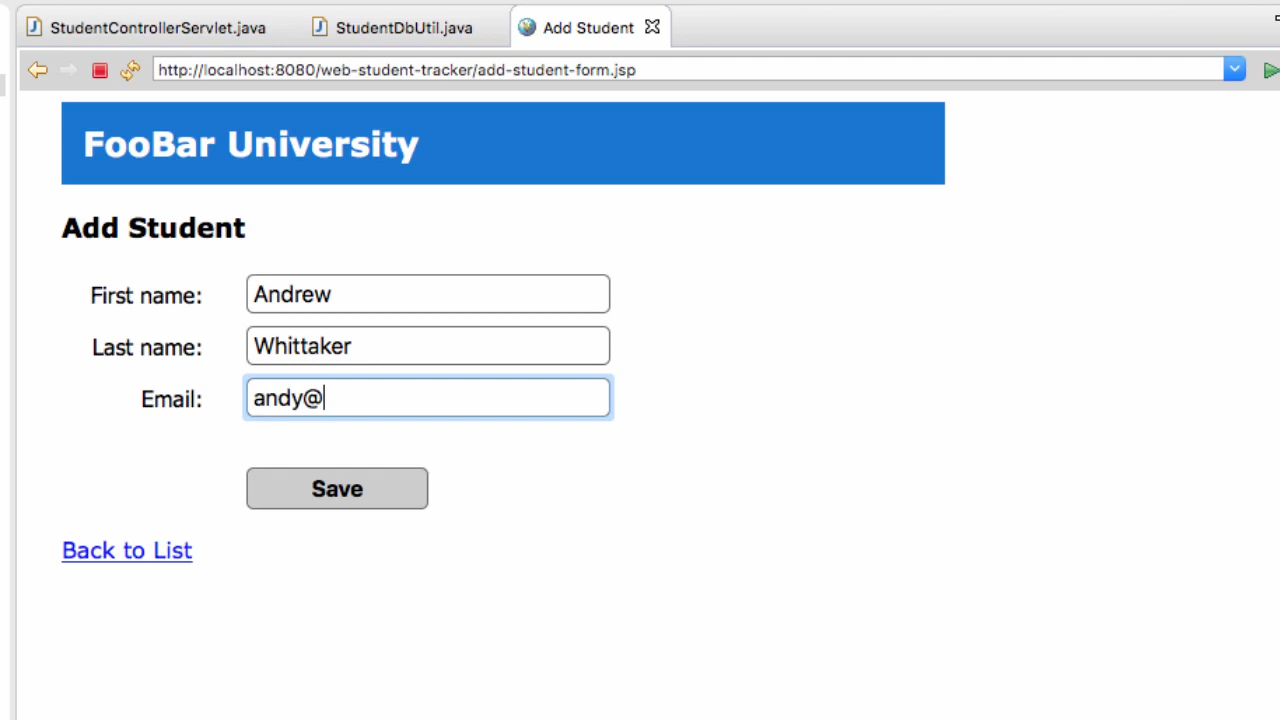 StudentControllerServlet.java StudentDbUtil.java Add Student
http://localhost:8080/web-student-tracker/add-student-form.jsp
FooBar University
Add Student
First name: Andrew
Last name: Whittaker
Email: andy@
Save
Back to List